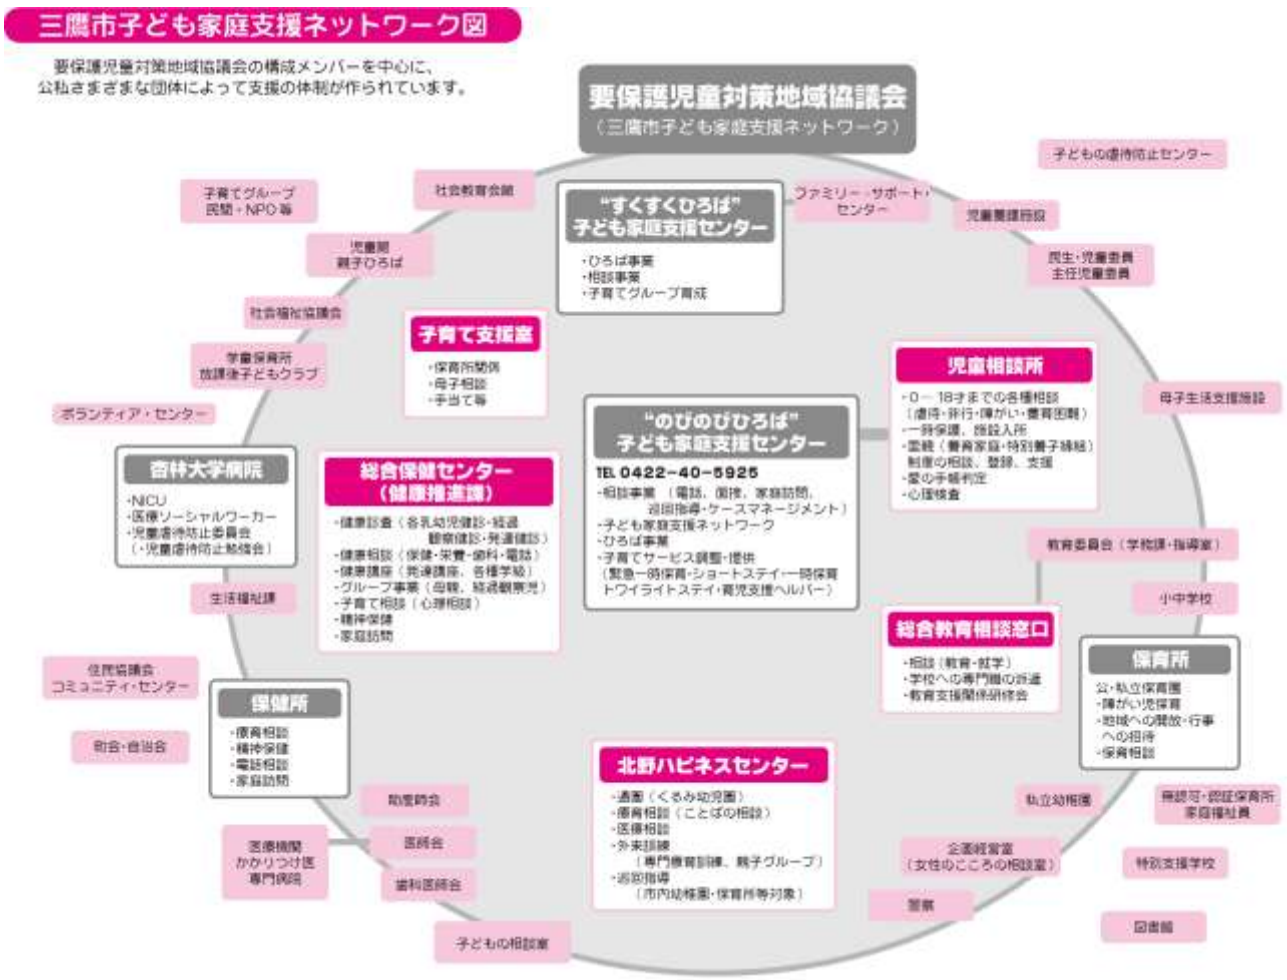 三鷹市子ども家庭支援ネットワーク図
要保護児童対策地域協議会の構成メンバーを中心に、
公私さまざまな団体によって支援の体制が作られています。
要保護児童対策地域協議会
(三鷹市子ども家庭支援ネットワーク)
子どもの虐待防止センター
社会教育会館
子育てグループ
民間・NPO 等
“すくすくひろば”
子ども家庭支援センター
・ひろば事業
・相談事業
・子育てグループ育成
ファミリー・サポート・
センター
児童養護施設
児童館
親子ひろば
民生・児童委員
主任児童委員
社会福祉協議会
子育て支援室
・保育所関係
・母子相談
・手当て等
学童保育所
放課後子どもクラブ
児童相談所
・0― 18才までの各種相談
(虐待・非行・障がい・養育困難)
・一時保護、施設入所
・里親(養育家庭・特別養子縁組)
制度の相談、登録、支援
・愛の手帳判定
・心理検査
母子生活支援施設
ボランティア・センター
“のびのびひろば”
子ども家庭支援センター
TEL 0422−40−5925
・相談事業 (電話、面接、家庭訪問、
巡回指導・ケースマネージメント)
・子ども家庭支援ネットワーク
・ひろば事業
・子育てサービス調整・提供
(緊急一時保育・ショートステイ・一時保育
トワイライトステイ・育児支援ヘルパー)
杏林大学病院
・NICU
・医療ソーシャルワーカー
・児童虐待防止委員会
(・児童虐待防止勉強会)
総合保健センター
(健康推進課)
・健康診査(各乳幼児健診・経過
観察健診・発達健診)
・健康相談(保健・栄養・歯科・電話)
・健康講座(発達講座、各種学級)
・グループ事業(母親、経過観察児)
・子育て相談(心理相談)
・精神保健
・家庭訪問
教育委員会(学務課・指導室)
生活福祉課
小中学校
総合教育相談窓口
・相談(教育・就学)
・学校への専門職の派遣
・教育支援関係研修会
保育所
公・私立保育園
・障がい児保育
・地域への開放・行事
への招待
・保育相談
住民協議会
コミュニティ・センター
保健所
・療育相談
・精神保健
・電話相談
・家庭訪問
町会・自治会
北野ハピネスセンター
・通園(くるみ幼児園)
・療育相談(ことばの相談)
・医療相談
・外来訓練
(専門療育訓練、親子グループ)
・巡回指導
(市内幼稚園・保育所等対象)
助産師会
私立幼稚園
無認可・認証保育所
家庭福祉員
医療機関
かかりつけ医
専門病院
医師会
企画経営室
(女性のこころの相談室)
特別支援学校
歯科医師会
警察
図書館
子どもの相談室